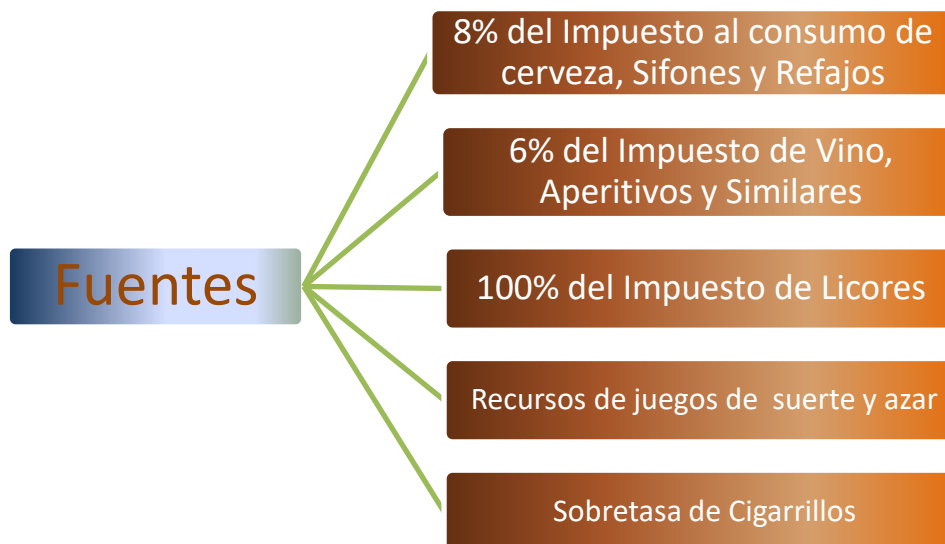 8% del Impuesto al consumo de
cerveza, Sifones y Refajos
6% del Impuesto de Vino,
Aperitivos y Similares
Fuentes
100% del Impuesto de Licores
Recursos de juegos de suerte y azar
Sobretasa de Cigarrillos